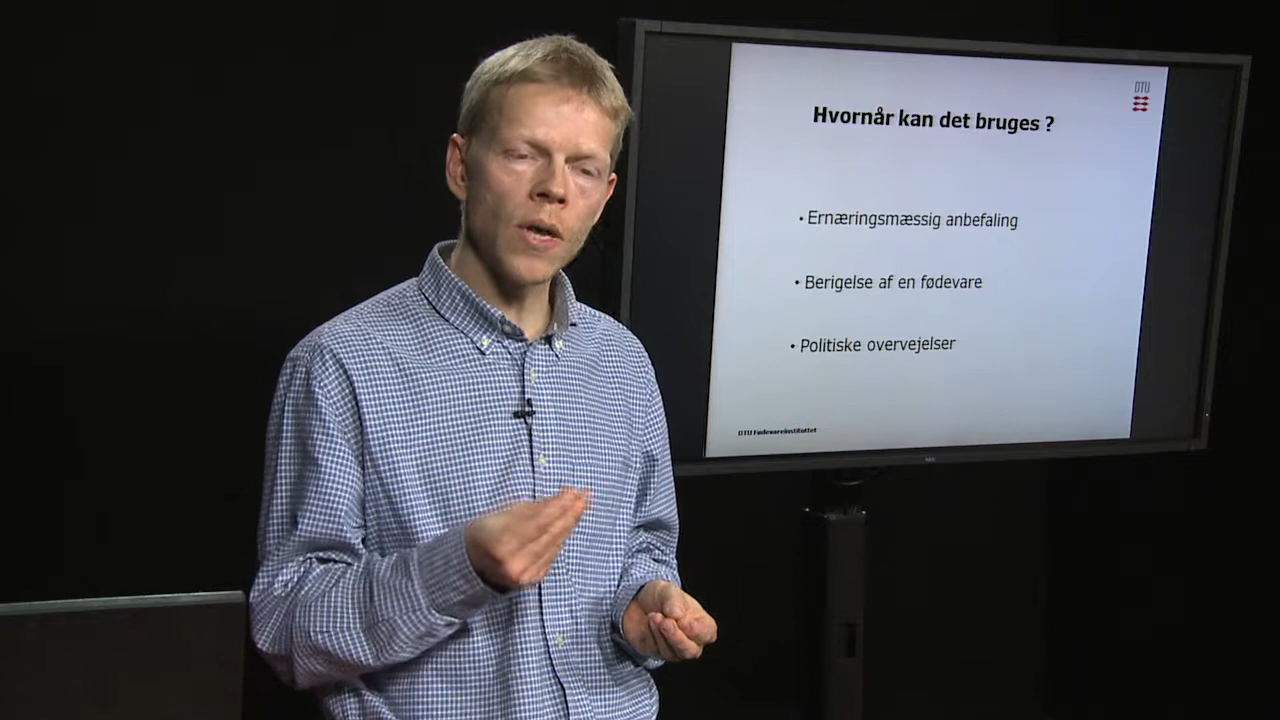 DTU
Hvornår kan det bruges ?
• Ernæringsmæssig anbefaling
• Berigelse af en fødevare
• Politiske overvejelser
DTU Fødevareinstituttet